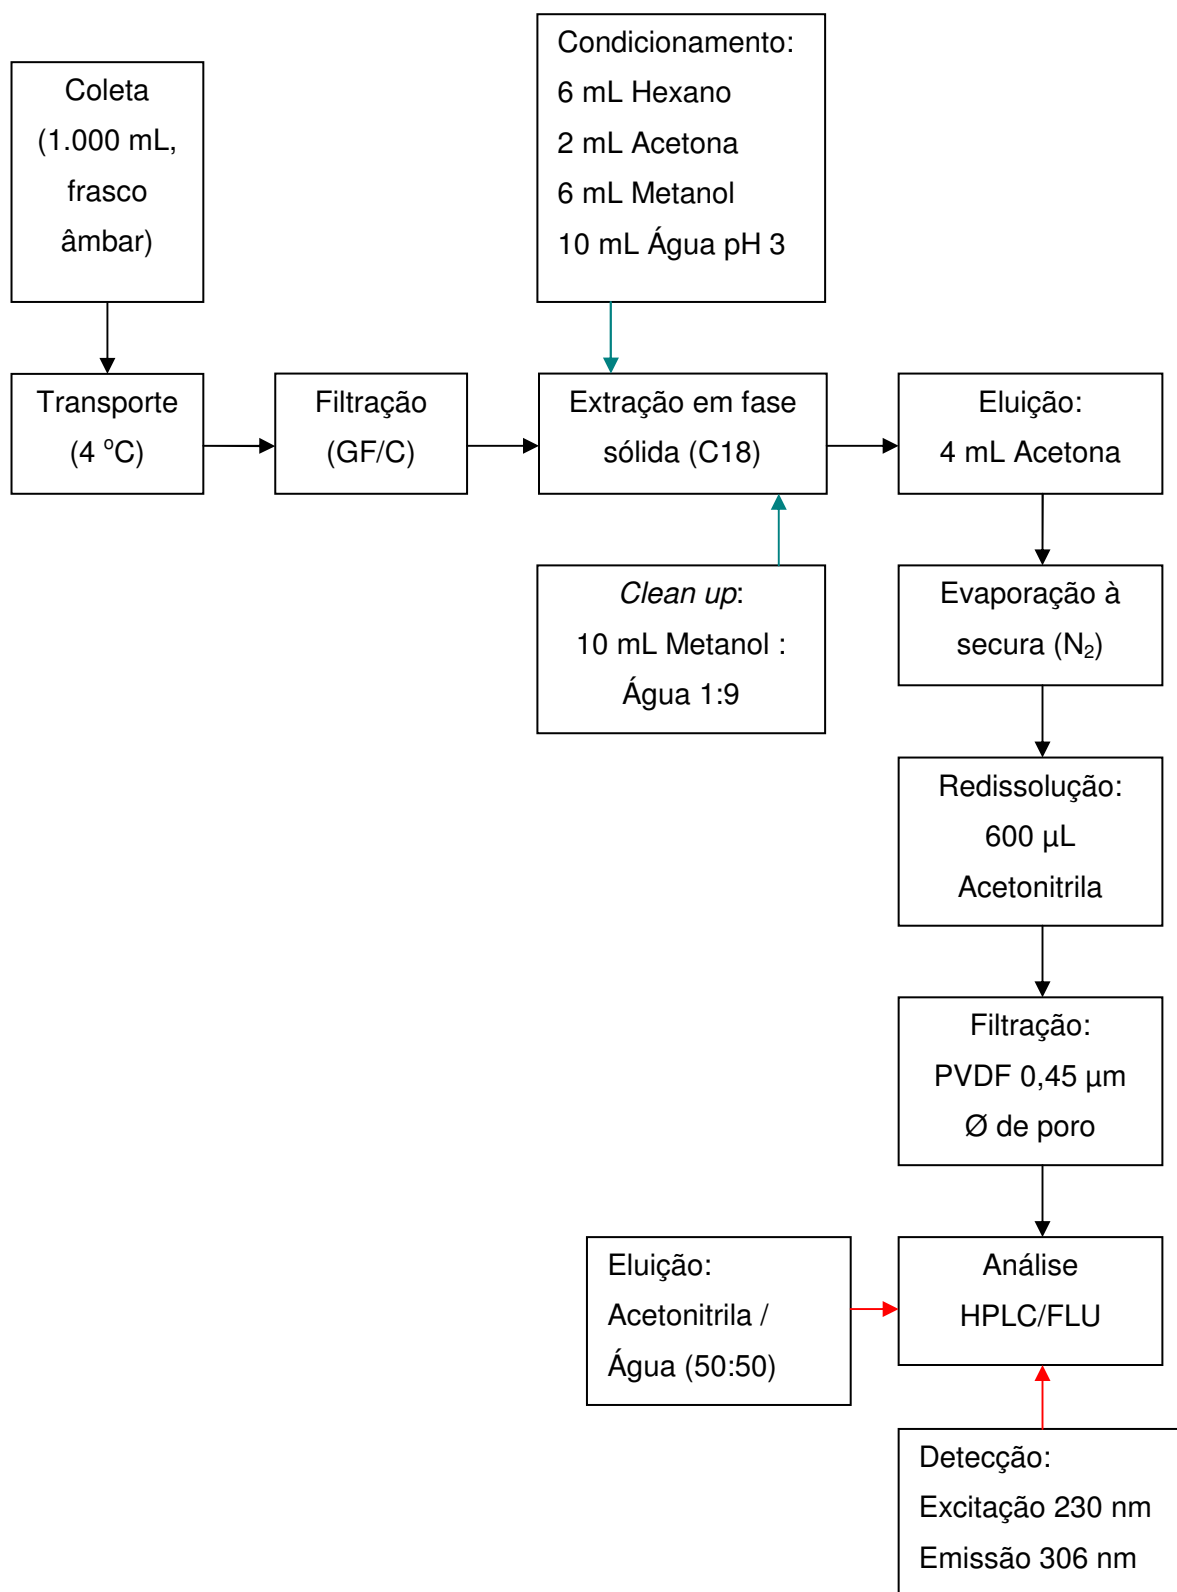 Coleta
(1.000 mL,
frasco
âmbar)
Condicionamento:
6 mL Hexano
2 mL Acetona
6 mL Metanol
10 mL Água pH 3
Transporte
(4 °C)
Filtração
(GF/C)
Extração em fase
sólida (C18)
Eluição:
4 mL Acetona
Clean up:
10 mL Metanol :
Água 1:9
Evaporação à
secura (N₂)
Redissolução:
600 µL
Acetonitrila
Filtração:
PVDF 0,45 µm
Ø de poro
Eluição:
Acetonitrila /
Água (50:50)
Análise
HPLC/FLU
Detecção:
Excitação 230 nm
Emissão 306 nm